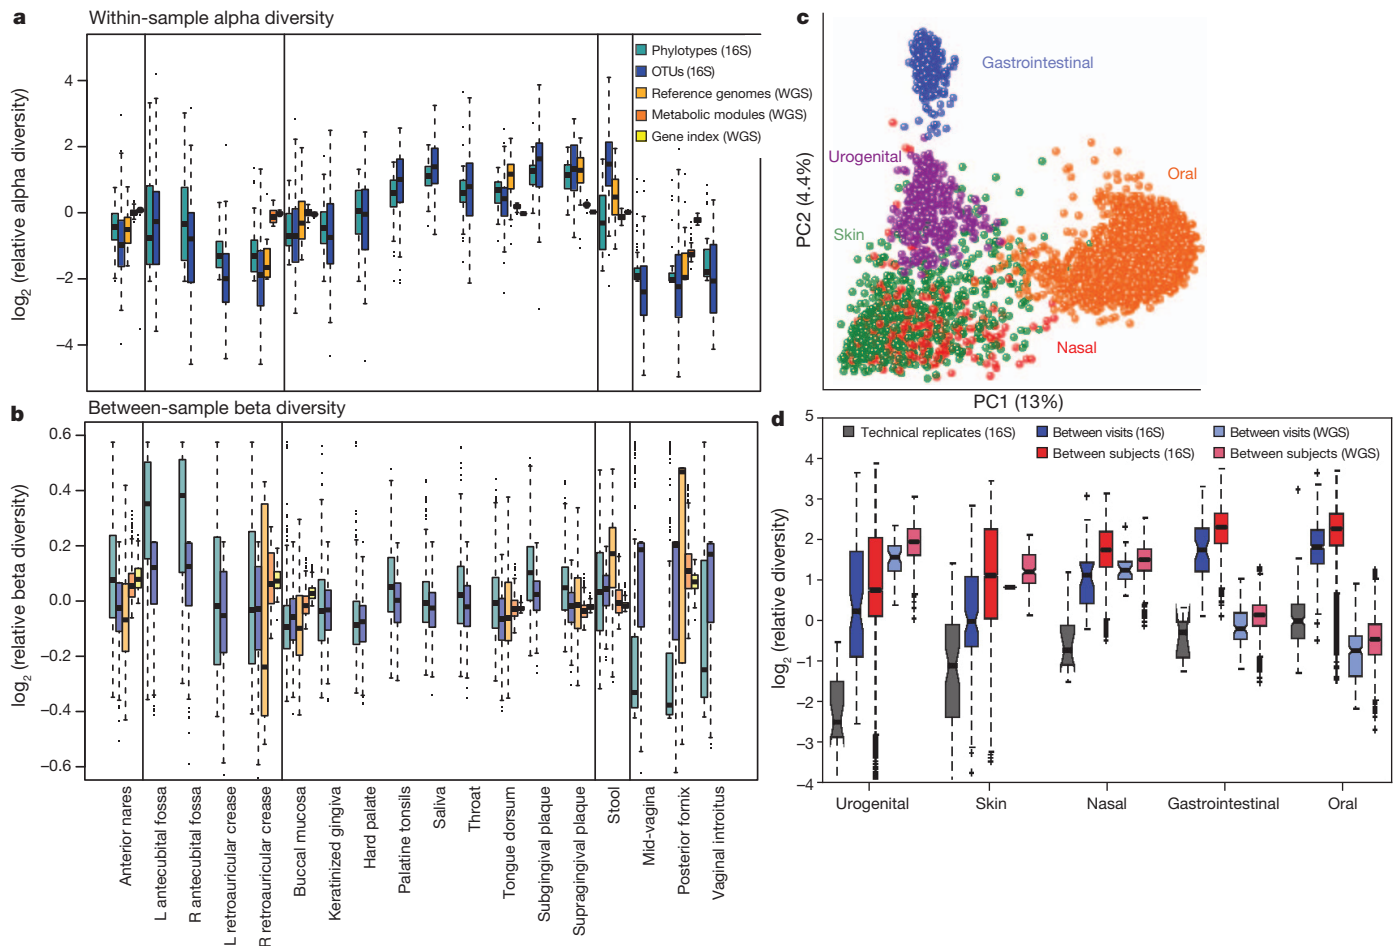 a Within-sample alpha diversity
log2 (relative alpha diversity)
4
2
0
−2
−4
Phylotypes (16S)
OTUs (16S)
Reference genomes (WGS)
Metabolic modules (WGS)
Gene index (WGS)
b Between-sample beta diversity
log2 (relative beta diversity)
0.6
0.4
0.2
0.0
−0.2
−0.4
−0.6
Anterior nares
L antecubital fossa
R antecubital fossa
L retroauricular crease
R retroauricular crease
Buccal mucosa
Keratinized gingiva
Hard palate
Palatine tonsils
Saliva
Throat
Tongue dorsum
Subgingival plaque
Supragingival plaque
Stool
Mid-vagina
Posterior fornix
Vaginal introitus
c
PC2 (4.4%)
Gastrointestinal
Urogenital
Oral
Skin
Nasal
PC1 (13%)
d
log2 (relative diversity)
5
4
3
2
1
0
−1
−2
−3
−4
Technical replicates (16S)
Between visits (16S)
Between visits (WGS)
Between subjects (16S)
Between subjects (WGS)
Urogenital
Skin
Nasal
Gastrointestinal
Oral